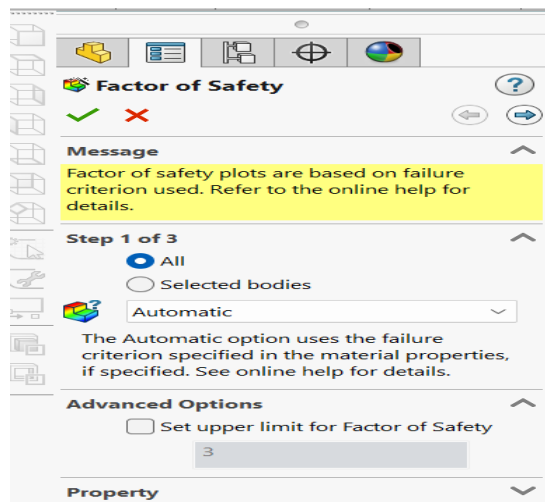 Factor of Safety
?
Message
Factor of safety plots are based on failure
criterion used. Refer to the online help for
details.
Step 1 of 3
All
Selected bodies
?
Automatic
The Automatic option uses the failure
criterion specified in the material properties,
if specified. See online help for details.
Advanced Options
Set upper limit for Factor of Safety
3
Property